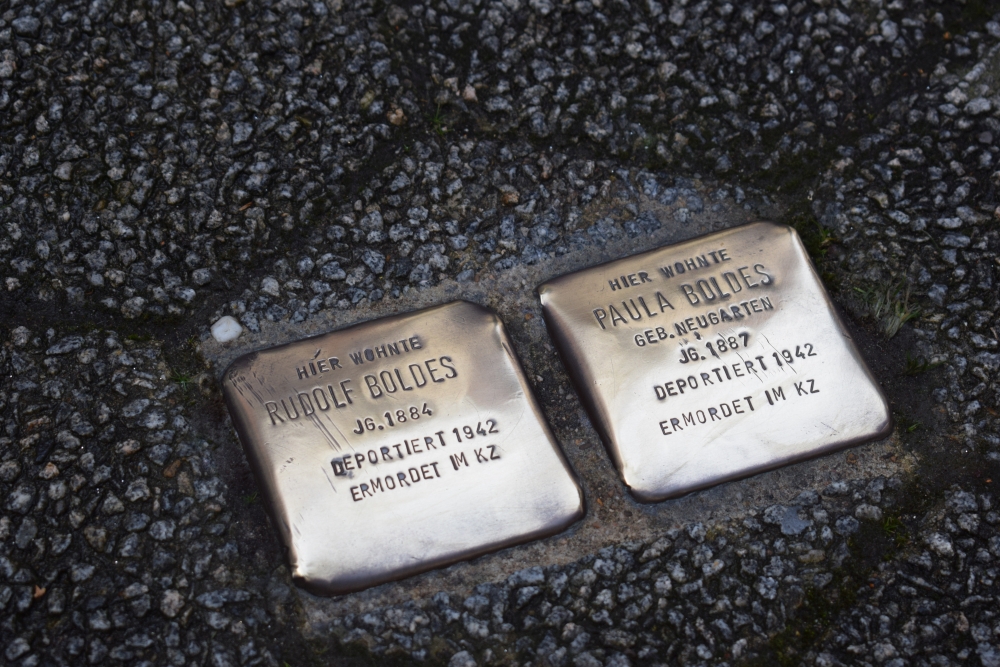 HIER WOHNTE
RUDOLF BOLDES
JG. 1884
DEPORTIERT 1942
ERMORDET IM KZ
HIER WOHNTE
PAULA BOLDES
GEB. NEUGARTEN
JG. 1887
DEPORTIERT 1942
ERMORDET IM KZ